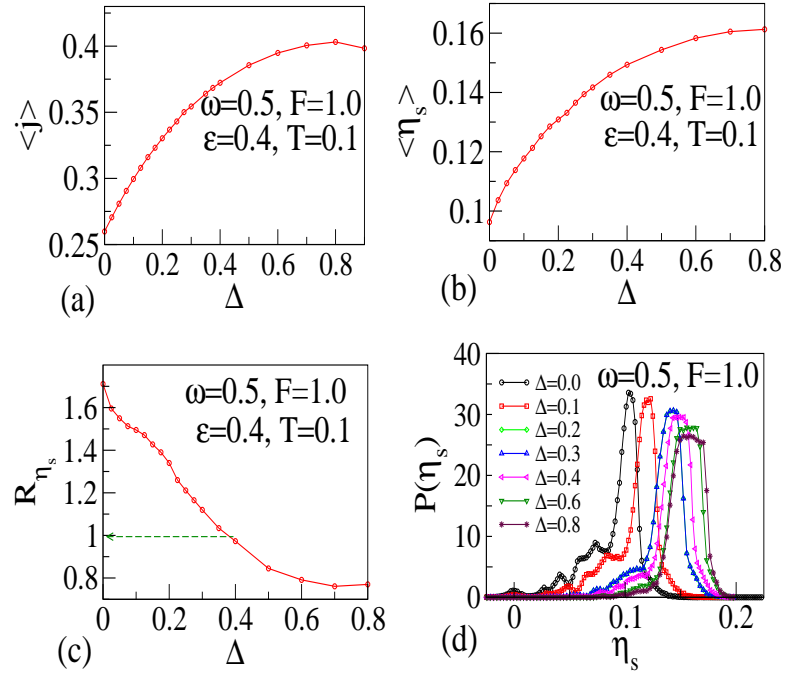 0.4
0.35
0.3
0.25
<j>
ω=0.5, F=1.0
ε=0.4, T=0.1
0 0.2 0.4 0.6 0.8
Δ
(a)
0.16
0.14
0.12
0.1
<η_s>
ω=0.5, F=1.0
ε=0.4, T=0.1
0 0.2 0.4 0.6 0.8
Δ
(b)
1.6
1.4
1.2
1
0.8
R_η_s
ω=0.5, F=1.0
ε=0.4, T=0.1
0 0.2 0.4 0.6 0.8
Δ
(c)
40
30
20
10
0
P(η_s)
ω=0.5, F=1.0
Δ=0.0
Δ=0.1
Δ=0.2
Δ=0.3
Δ=0.4
Δ=0.6
Δ=0.8
0 0.1 0.2
η_s
(d)